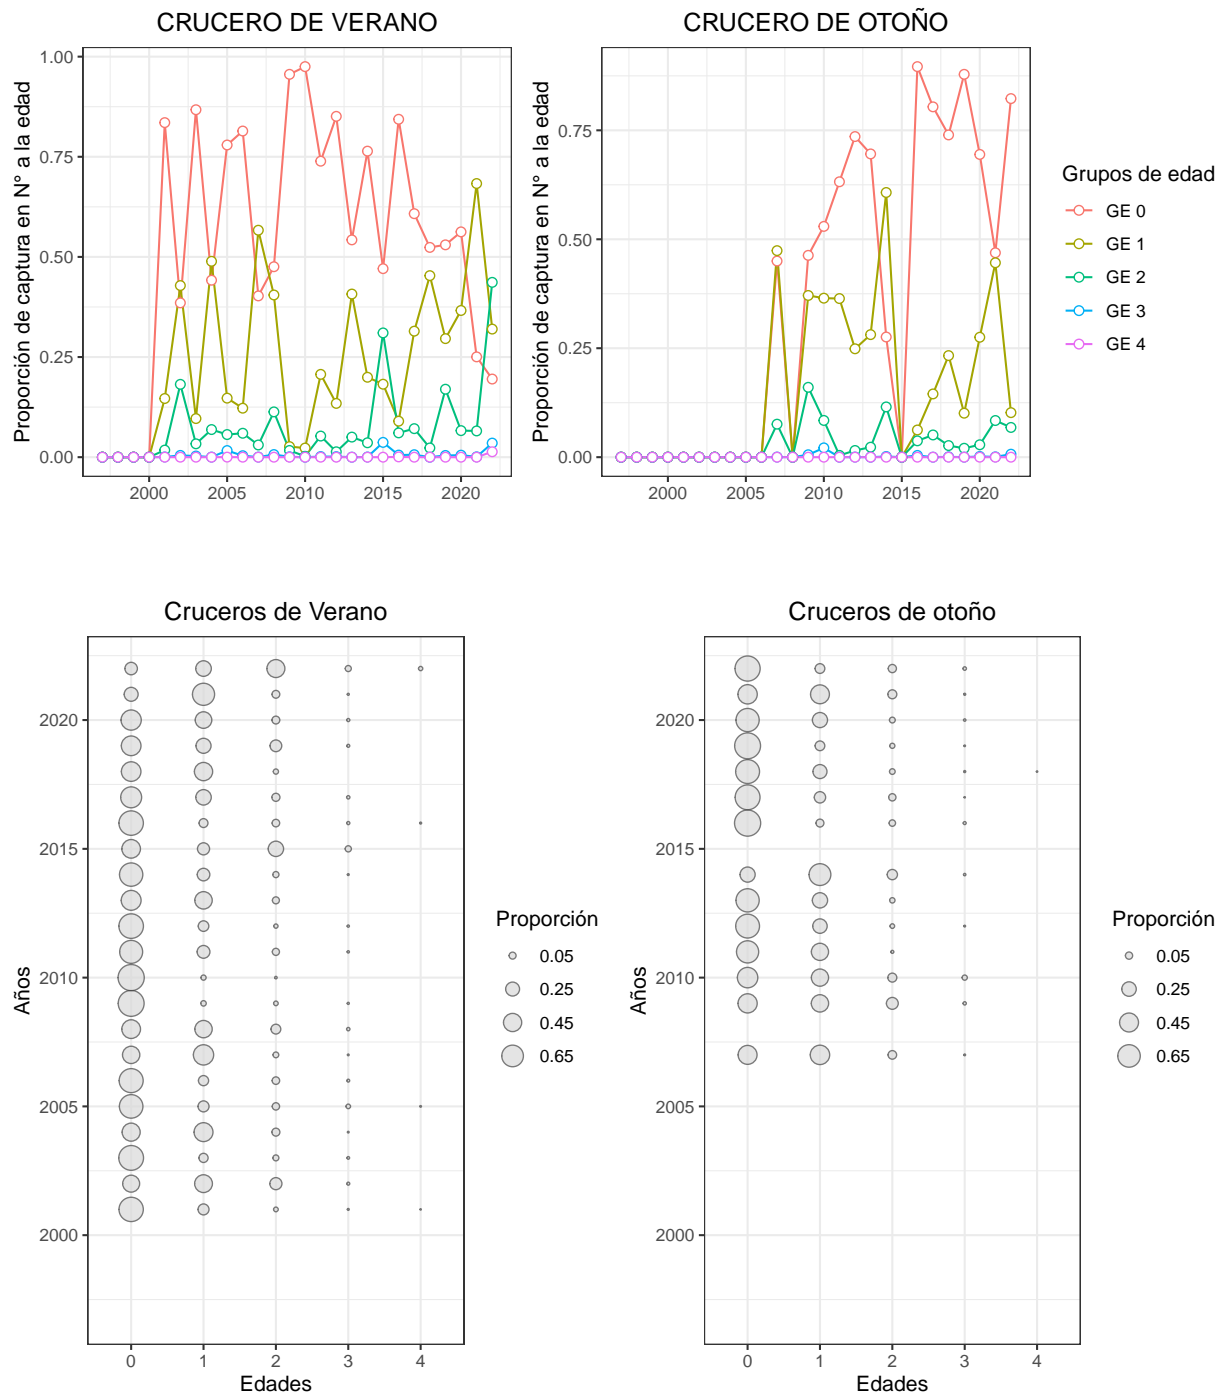 CRUCERO DE VERANO
CRUCERO DE OTOÑO
Proporción de captura en N° a la edad
1.00
0.75
0.50
0.25
0.00
2000 2005 2010 2015 2020
Proporción de captura en N° a la edad
0.75
0.50
0.25
0.00
2000 2005 2010 2015 2020
Grupos de edad
GE 0
GE 1
GE 2
GE 3
GE 4
Cruceros de Verano
Años
2020
2015
2010
2005
2000
0 1 2 3 4
Edades
Proporción
0.05
0.25
0.45
0.65
Cruceros de otoño
Años
2020
2015
2010
2005
2000
0 1 2 3 4
Edades
Proporción
0.05
0.25
0.45
0.65